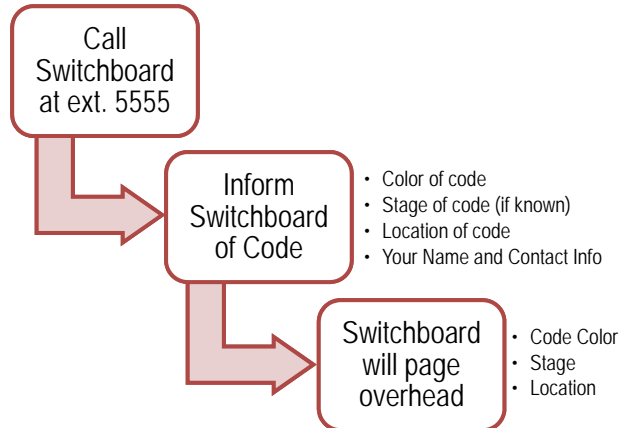 Call
Switchboard
at ext. 5555
Inform
Switchboard
of Code
• Color of code
• Stage of code (if known)
• Location of code
• Your Name and Contact Info
Switchboard
will page
overhead
• Code Color
• Stage
• Location